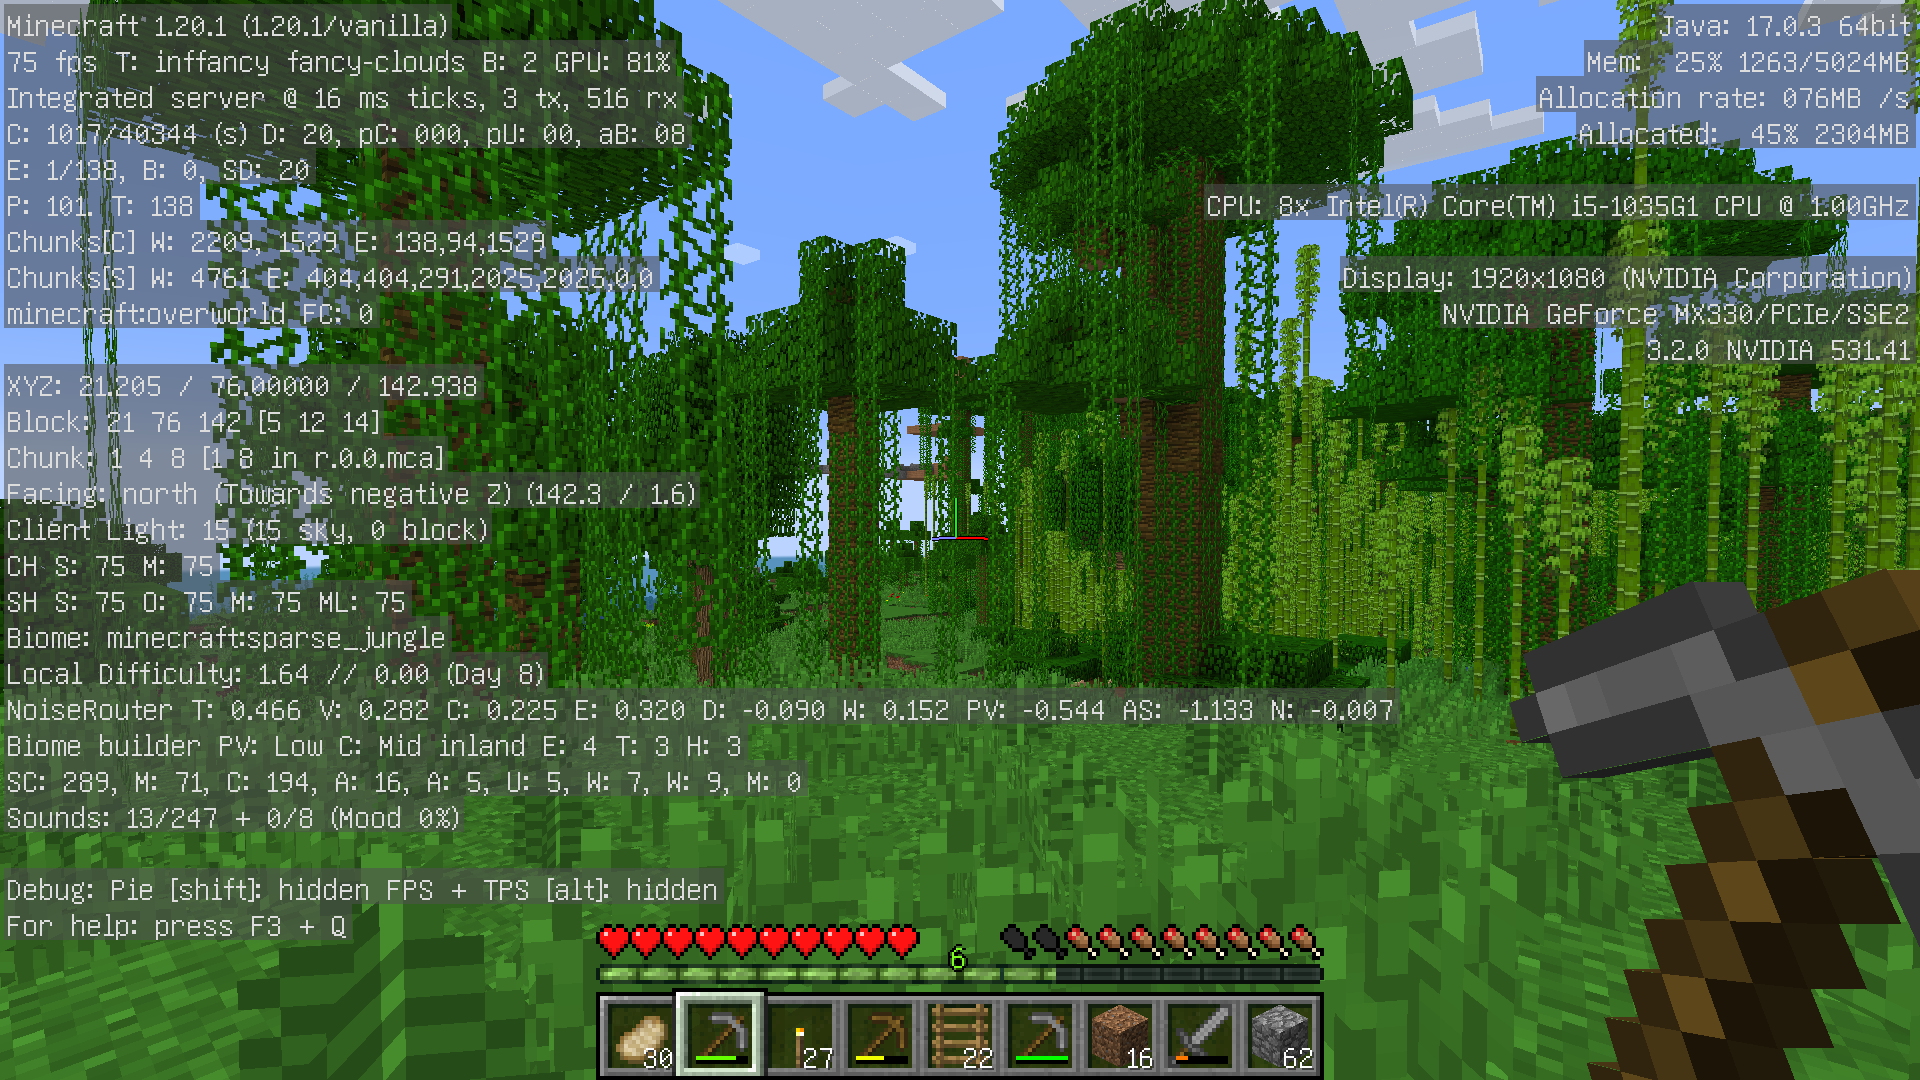 Minecraft 1.20.1 (1.20.1/vanilla)
75 fps T: inffancy fancy-clouds B: 2 GPU: 81%
Integrated server @ 16 ms ticks, 3 tx, 516 rx
C: 1017/40344 (s) D: 20, pC: 000, pU: 00, aB: 08
E: 1/138, B: 0, SD: 20
P: 101. T: 138
Chunks[C] W: 2209, 1529 E: 138,94,1529
Chunks[S] W: 4761 E: 404,404,291,2025,2025,0,0
minecraft:overworld FC: 0
XYZ: 21.205 / 76.00000 / 142.938
Block: 21 76 142 [5 12 14]
Chunk: 1 4 8 [1 8 in r.0.0.mca]
Facing: north (Towards negative Z) (142.3 / 1.6)
Client Light: 15 (15 sky, 0 block)
CH S: 75 M: 75
SH S: 75 O: 75 M: 75 ML: 75
Biome: minecraft:sparse_jungle
Local Difficulty: 1.64 // 0.00 (Day 8)
NoiseRouter T: 0.466 V: 0.282 C: 0.225 E: 0.320 D: -0.090 W: 0.152 PV: -0.544 AS: -1.133 N: -0.007
Biome builder PV: Low C: Mid inland E: 4 T: 3 H: 3
SC: 289, M: 71, C: 194, A: 16, A: 5, U: 5, W: 7, W: 9, M: 0
Sounds: 13/247 + 0/8 (Mood 0%)
Debug: Pie [shift]: hidden FPS + TPS [alt]: hidden
For help: press F3 + Q
Java: 17.0.3 64bit
Mem: 25% 1263/5024MB
Allocation rate: 076MB /s
Allocated: 45% 2304MB
CPU: 8x Intel(R) Core(TM) i5-1035G1 CPU @ 1.00GHz
Display: 1920x1080 (NVIDIA Corporation)
NVIDIA GeForce MX330/PCIe/SSE2
3.2.0 NVIDIA 531.41
6
30 27 22 16 62